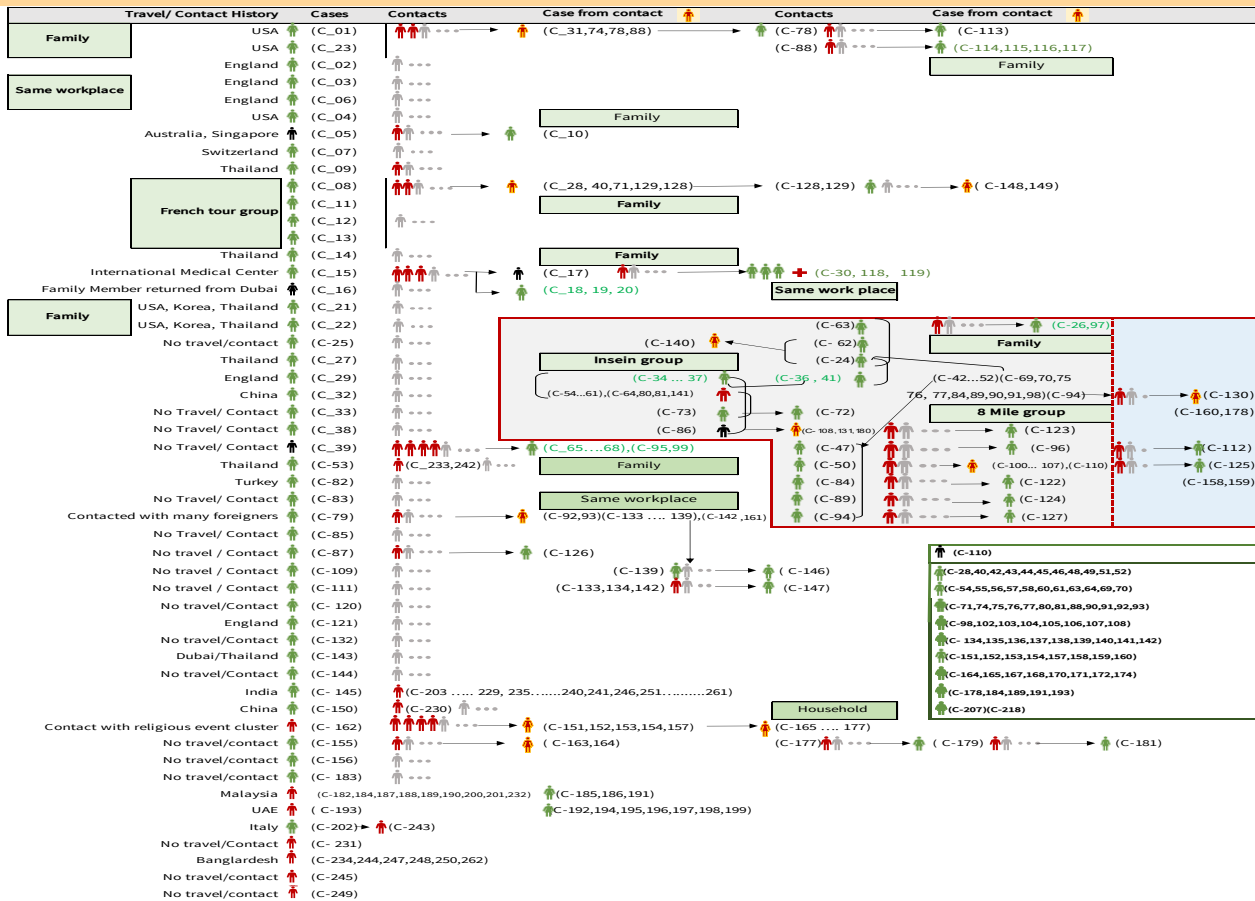 Travel/ Contact History Cases Contacts Case from contact Contacts Case from contact
Family
USA (C_01) (C_31,74,78,88) (C-78) (C-113)
USA (C_23) (C-88) (C-114,115,116,117)
England (C_02) Family
Same workplace
England (C_03)
England (C_06)
USA (C_04) Family
Australia, Singapore (C_05) (C_10)
Switzerland (C_07)
Thailand (C_09)
French tour group
(C_08) (C_28, 40,71,129,128) (C-128,129) ( C-148,149)
(C_11) Family
(C_12)
(C_13)
Thailand (C_14) Family
International Medical Center (C_15) (C_17) (C-30, 118, 119)
Family Member returned from Dubai (C_16) (C_18, 19, 20) Same work place
Family
USA, Korea, Thailand (C_21)
USA, Korea, Thailand (C_22) (C-63) (C-26,97)
No travel/contact (C-25) (C-140) (C- 62) Family
Thailand (C_27) Insein group (C-24)
England (C_29) (C-34 ... 37) (C-36 , 41) (C-42...52)(C-69,70,75
China (C_32) (C-54...61),(C-64,80,81,141) 76, 77,84,89,90,91,98)(C-94) (C-130)
No Travel/ Contact (C_33) (C-73) (C-72) 8 Mile group (C-160,178)
No Travel/ Contact (C_38) (C-86) (C- 108,131,180) (C-123)
No Travel/ Contact (C_39) (C_65....68),(C-95,99) (C-47) (C-96) (C-112)
Thailand (C-53) (C_233,242) Family (C-50) (C-100... 107),(C-110) (C-125)
Turkey (C-82) (C-84) (C-122) (C-158,159)
No Travel/ Contact (C-83) Same workplace (C-89) (C-124)
Contacted with many foreigners (C-79) (C-92,93)(C-133 .... 139),(C-142 ,161) (C-94) (C-127)
No Travel/ Contact (C-85)
No travel / Contact (C-87) (C-126) (C-110)
No travel / Contact (C-109) (C-139) ( C-146) (C-28,40,42,43,44,45,46,48,49,51,52)
No travel / Contact (C-111) (C-133,134,142) (C-147) (C-54,55,56,57,58,60,61,63,64,69,70)
No travel/Contact (C- 120) (C-71,74,75,76,77,80,81,88,90,91,92,93)
England (C-121) (C-98,102,103,104,105,106,107,108)
No travel/Contact (C-132) (C- 134,135,136,137,138,139,140,141,142)
Dubai/Thailand (C-143) (C-151,152,153,154,157,158,159,160)
No travel/Contact (C-144) (C-164,165,167,168,170,171,172,174)
India (C- 145) (C-203 ..... 229, 235.......240,241,246,251.........261) (C-178,184,189,191,193)
China (C-150) (C-230) Household (C-207)(C-218)
Contact with religious event cluster (C- 162) (C-151,152,153,154,157) (C-165 .... 177)
No travel/contact (C-155) (C-163,164) (C-177) ( C-179) (C-181)
No travel/contact (C-156)
No travel/contact (C- 183)
Malaysia (C-182,184,187,188,189,190,200,201,232) (C-185,186,191)
UAE ( C-193) (C-192,194,195,196,197,198,199)
Italy (C-202) (C-243)
No travel/contact (C- 231)
Bangladesh (C-234,244,247,248,250,262)
No travel/contact (C-245)
No travel/contact (C-249)